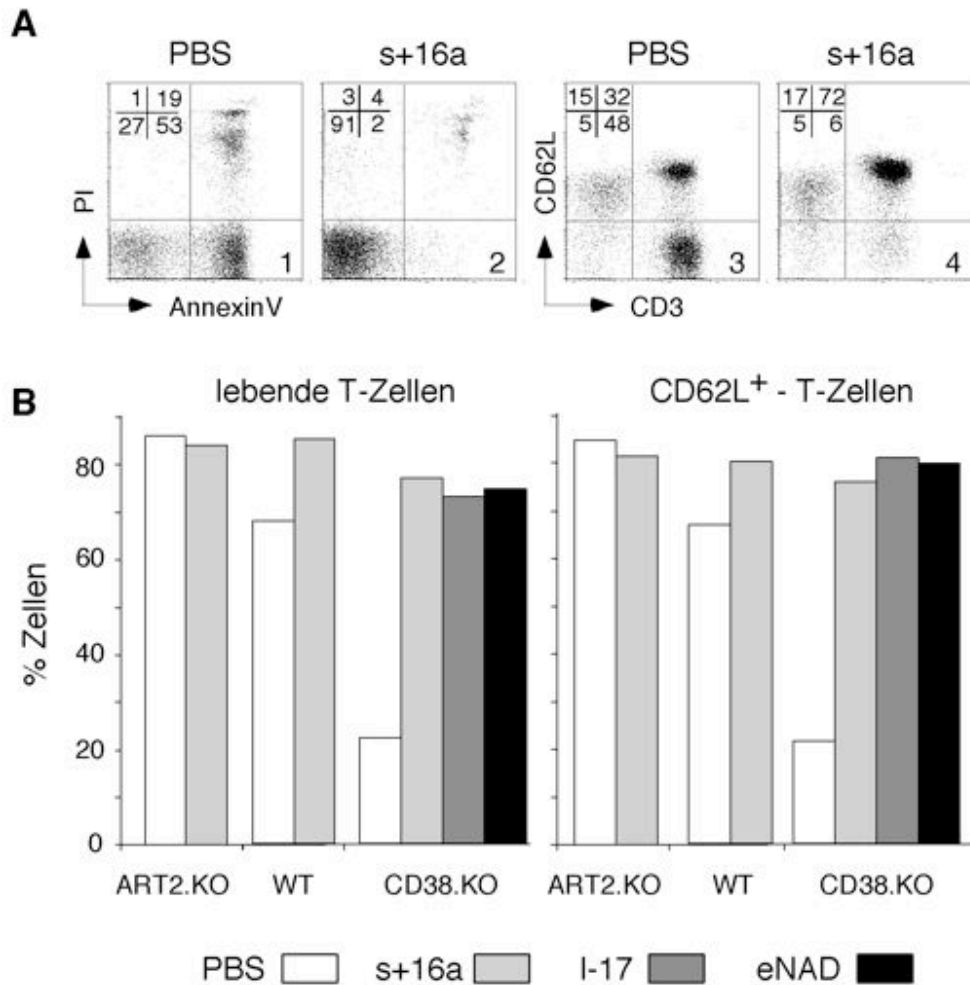 A
PBS
s+16a
PBS
s+16a
1 19
27 53
3 4
91 2
15 32
5 48
17 72
5 6
PI
CD62L
1
2
3
4
AnnexinV
CD3
B
lebende T-Zellen
CD62L+ - T-Zellen
% Zellen
80
60
40
20
0
ART2.KO WT CD38.KO
ART2.KO WT CD38.KO
PBS s+16a I-17 eNAD